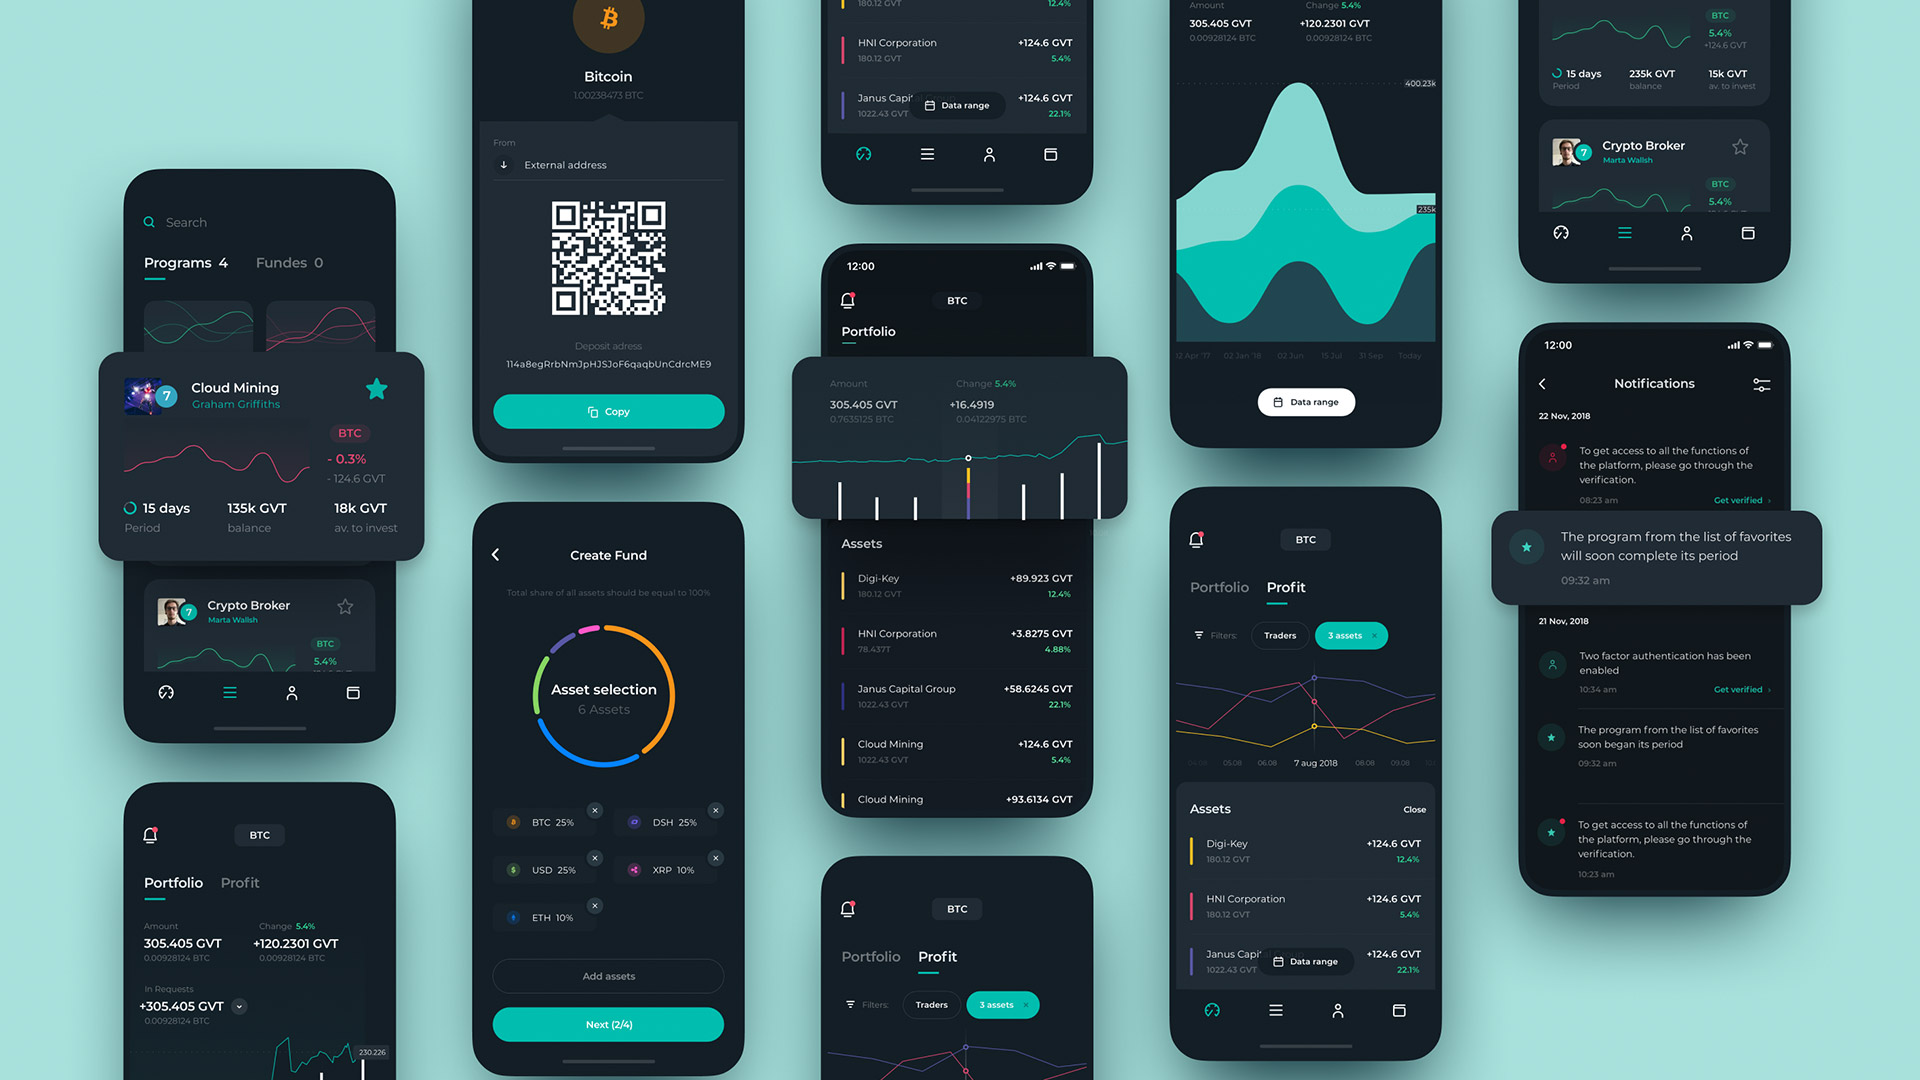 Search
Programs 4
Fundes 0
7
Cloud Mining
Graham Griffiths
BTC
- 0.3%
- 124.6 GVT
15 days
135k GVT
18k GVT
Period
balance
av. to invest
7
Crypto Broker
Marta Wallsh
BTC
5.4%
BTC
Portfolio
Profit
Amount
Change 5.4%
305.405 GVT
+120.2301 GVT
0.00928124 BTC
0.00928124 BTC
In Requests
+305.405 GVT
0.00928124 BTC
230.226
Bitcoin
1.00238473 BTC
From
External address
Deposit adress
114a8egRrbNmJpHJSJoF6qaqbUnCdrcME9
Copy
Create Fund
Total share of all assets should be equal to 100%
Asset selection
6 Assets
BTC 25%
DSH 25%
USD 25%
XRP 10%
ETH 10%
Add assets
Next (2/4)
180.12 GVT
12.4%
HNI Corporation
+124.6 GVT
180.12 GVT
5.4%
Janus Capit
+124.6 GVT
1022.43 GVT
22.1%
Data range
12:00
BTC
Portfolio
Amount
Change 5.4%
305.405 GVT
+16.4919
0.7635125 BTC
0.04122975 BTC
Assets
Digi-Key
+89.923 GVT
180.12 GVT
12.4%
HNI Corporation
+3.8275 GVT
78.437T
4.88%
Janus Capital Group
+58.6245 GVT
1022.43 GVT
22.1%
Cloud Mining
+124.6 GVT
1022.43 GVT
5.4%
Cloud Mining
+93.6134 GVT
BTC
Portfolio
Profit
Filters:
Traders
3 assets
Amount
Change 5.4%
305.405 GVT
+120.2301 GVT
0.00928124 BTC
0.00928124 BTC
400.23k
235k
02 Apr '17
02 Jan '18
02 Jun
15 Jul
31 Sep
Today
Data range
BTC
Portfolio
Profit
Filters:
Traders
3 assets
05.08
06.08
7 aug 2018
08.08
09.08
Assets
Close
Digi-Key
+124.6 GVT
180.12 GVT
12.4%
HNI Corporation
+124.6 GVT
180.12 GVT
5.4%
Janus Capit
+124.6 GVT
1022.43 GVT
22.1%
Data range
BTC
5.4%
+124.6 GVT
15 days
235k GVT
15k GVT
Period
balance
av. to invest
7
Crypto Broker
Marta Wallsh
BTC
5.4%
12:00
Notifications
22 Nov, 2018
To get access to all the functions of
the platform, please go through the
verification.
08:23 am
Get verified
The program from the list of favorites
will soon complete its period
09:32 am
21 Nov, 2018
Two factor authentication has been
enabled
10:34 am
Get verified
The program from the list of favorites
soon began its period
09:32 am
To get access to all the functions of
the platform, please go through the
verification.
10:23 am